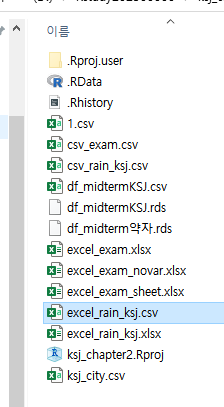 이름
.Rproj.user
.RData
.Rhistory
1.csv
csv_exam.csv
csv_rain_ksj.csv
df_midtermKSJ.csv
df_midtermKSJ.rds
df_midterm약자.rds
excel_exam.xlsx
excel_exam_novar.xlsx
excel_exam_sheet.xlsx
excel_rain_ksj.csv
excel_rain_ksj.xlsx
ksj_chapter2.Rproj
ksj_city.csv